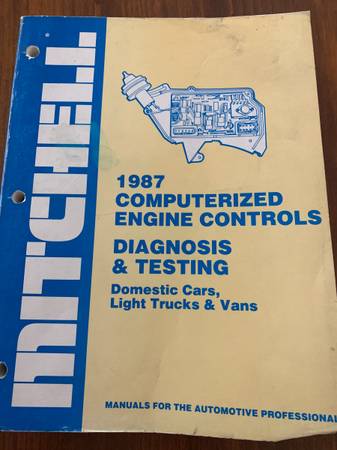 MITCHELL
1987
COMPUTERIZED
ENGINE CONTROLS
DIAGNOSIS
& TESTING
Domestic Cars,
Light Trucks & Vans
MANUALS FOR THE AUTOMOTIVE PROFESSIONAL